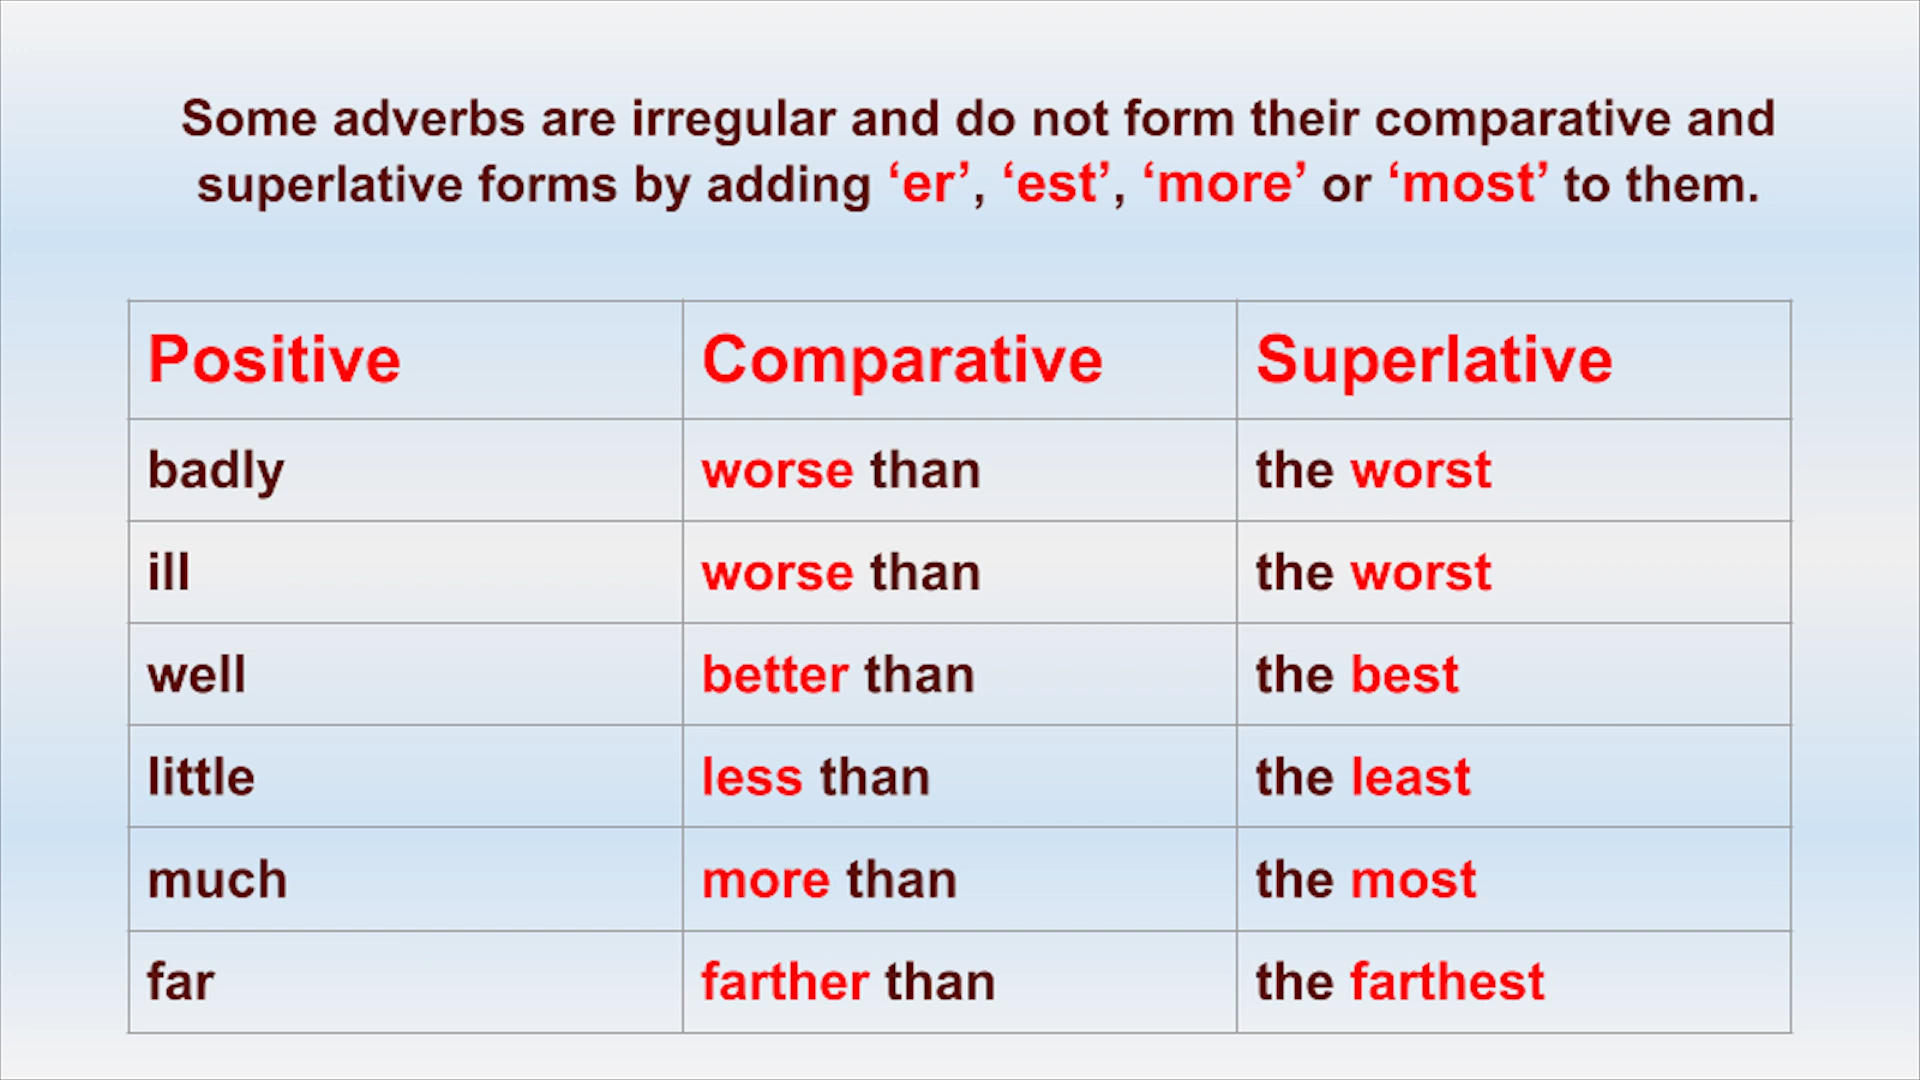 Some adverbs are irregular and do not form their comparative and
superlative forms by adding ‘er’, ‘est’, ‘more’ or ‘most’ to them.
Positive Comparative Superlative
badly worse than the worst
ill worse than the worst
well better than the best
little less than the least
much more than the most
far farther than the farthest